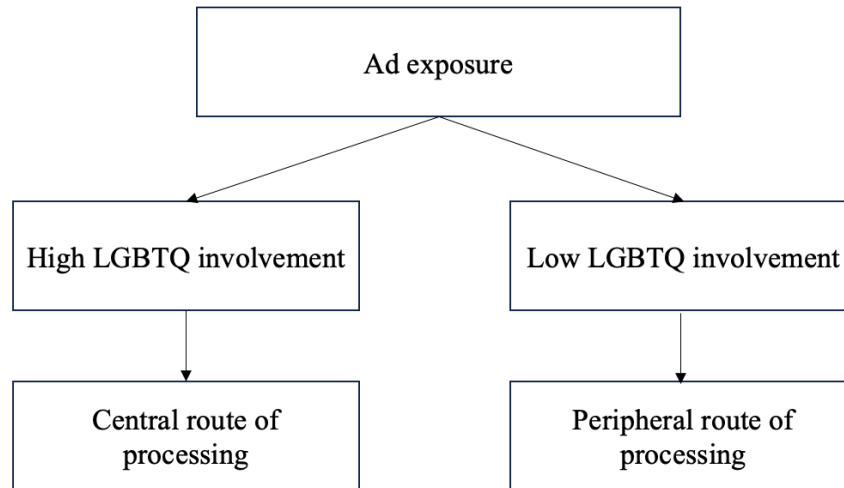 Ad exposure
High LGBTQ involvement
Low LGBTQ involvement
Central route of
processing
Peripheral route of
processing